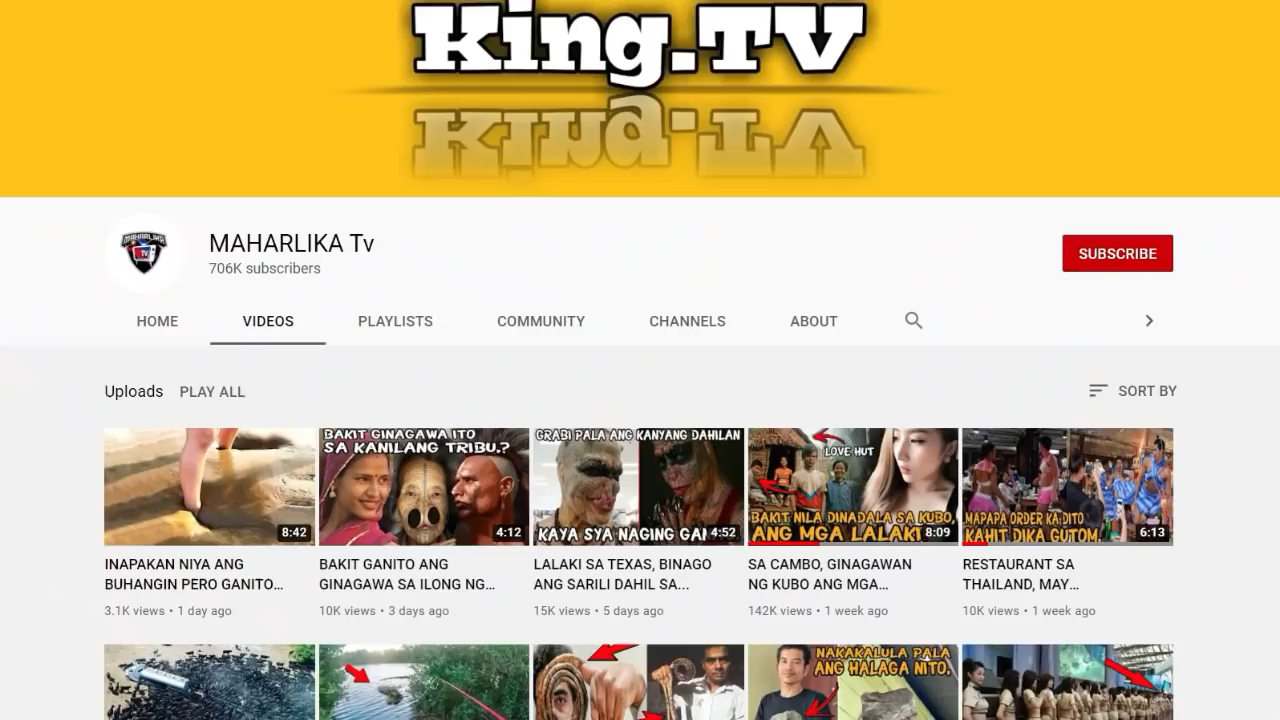 King.TV
MAHARLIKA
TV
MAHARLIKA Tv
706K subscribers
SUBSCRIBE
HOME
VIDEOS
PLAYLISTS
COMMUNITY
CHANNELS
ABOUT
Uploads
PLAY ALL
SORT BY
8:42
INAPAKAN NIYA ANG
BUHANGIN PERO GANITO...
3.1K views • 1 day ago
BAKIT GINAGAWA ITO
SA KANILANG TRIBU.?
4:12
BAKIT GANITO ANG
GINAGAWA SA ILONG NG...
10K views • 3 days ago
GRABI PALA ANG KANYANG DAHILAN
KAYA SYA NAGING
4:52
LALAKI SA TEXAS, BINAGO
ANG SARILI DAHIL SA...
15K views • 5 days ago
LOVE HUT
BAKIT NILA DINADALA SA KUBO,
ANG MGA LALAKI
8:09
SA CAMBO, GINAGAWAN
NG KUBO ANG MGA...
142K views • 1 week ago
MAPAPA ORDER KA DITO
KAHIT DIKA GUTOM.
6:13
RESTAURANT SA
THAILAND, MAY...
10K views • 1 week ago
NAKAKALULA PALA
ANG HALAGA NITO.